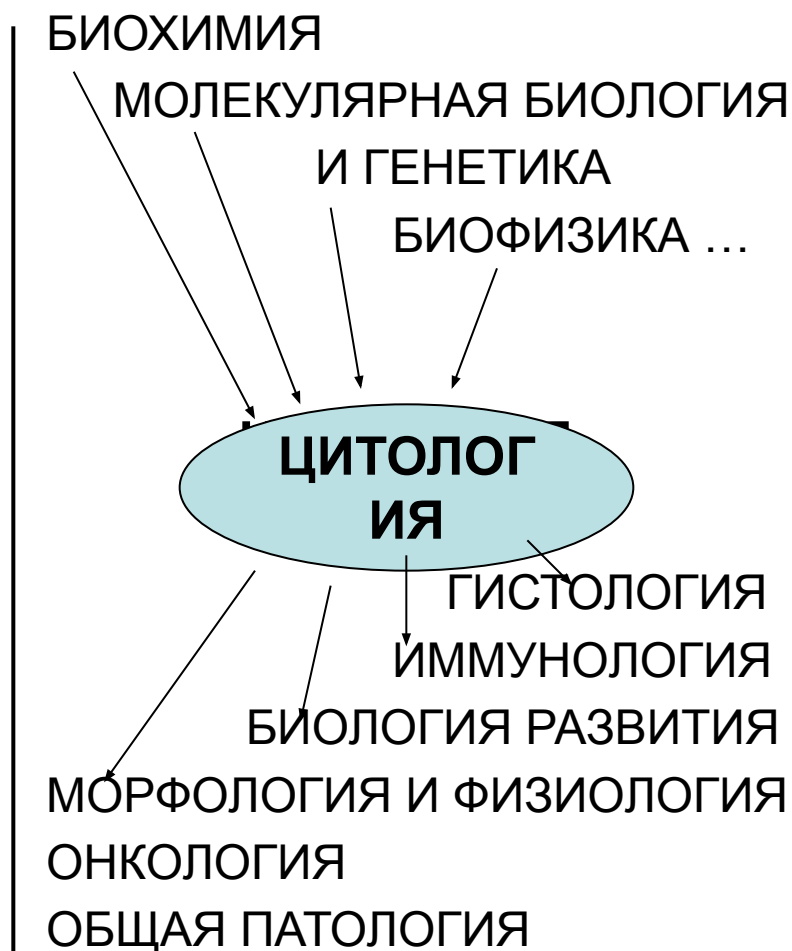 БИОХИМИЯ
МОЛЕКУЛЯРНАЯ БИОЛОГИЯ
И ГЕНЕТИКА
БИОФИЗИКА …
ЦИТОЛОГ
ИЯ
ГИСТОЛОГИЯ
ИММУНОЛОГИЯ
БИОЛОГИЯ РАЗВИТИЯ
МОРФОЛОГИЯ И ФИЗИОЛОГИЯ
ОНКОЛОГИЯ
ОБЩАЯ ПАТОЛОГИЯ